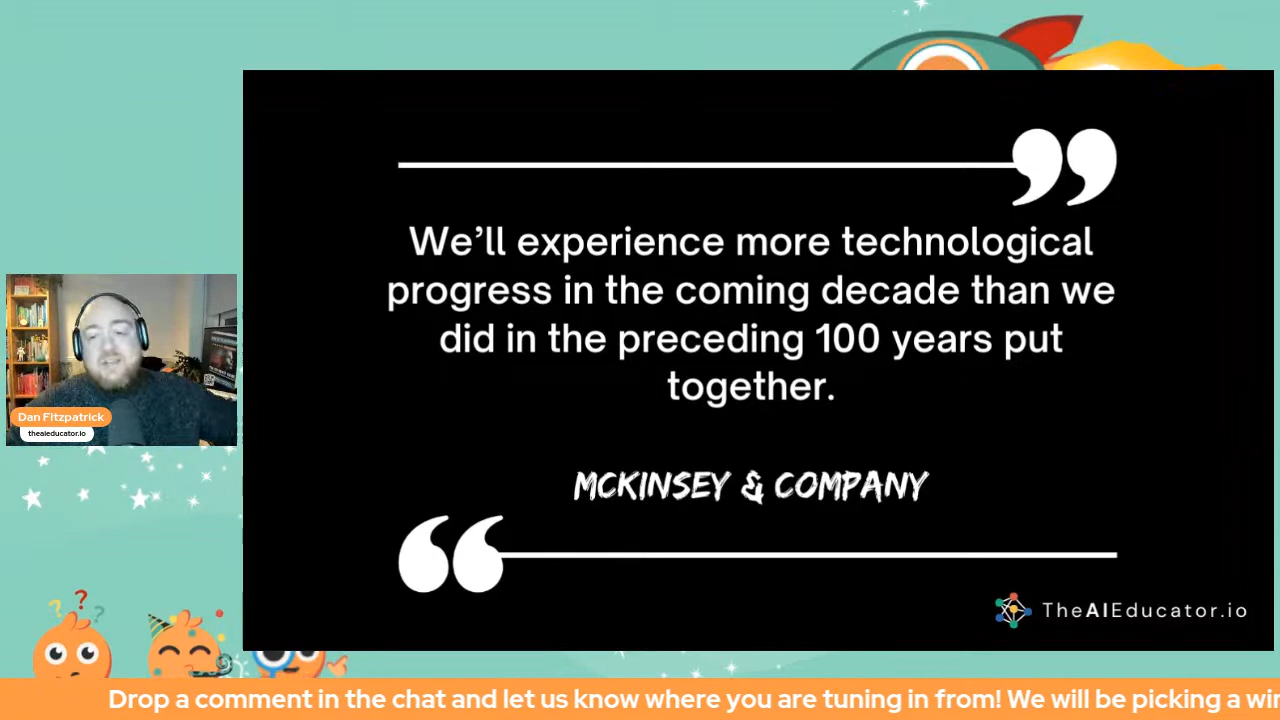 We'll experience more technological
progress in the coming decade than we
did in the preceding 100 years put
together.
MCKINSEY & COMPANY
TheAIEducator.io
Dan Fitzpatrick
theaieducator.io
Drop a comment in the chat and let us know where you are tuning in from! We will be picking a